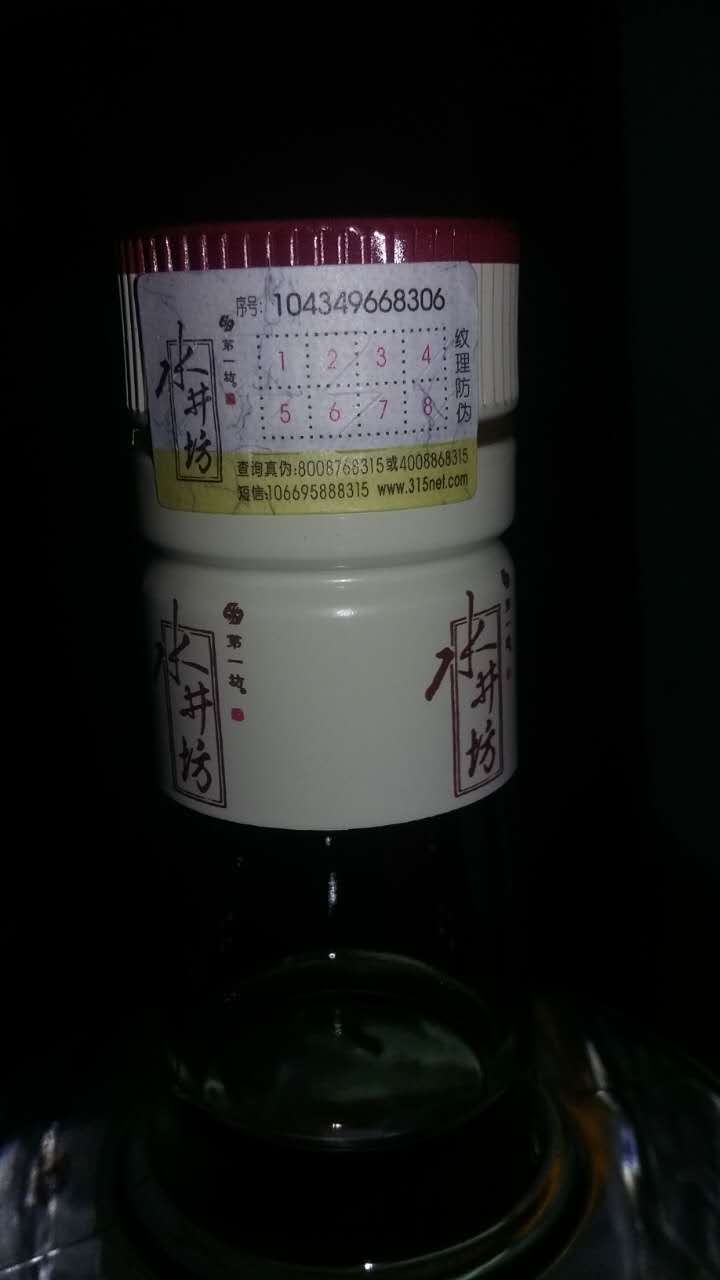 序号: 104349668306
水井坊
第一坊
1 2 3 4
5 6 7 8
纹理防伪
查询真伪:8008768315或4008868315
短信:106695888315 www.315net.com
水井坊
第一坊
水井坊
第一